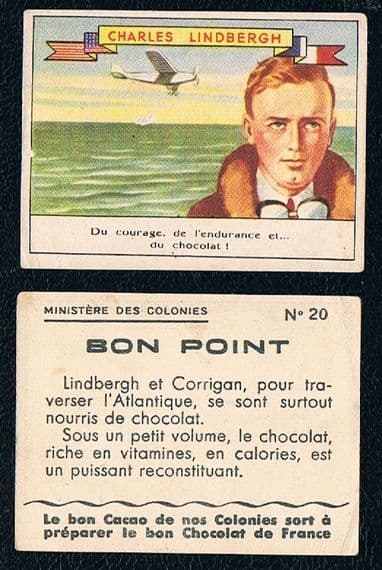 CHARLES LINDBERGH
Du courage, de l'endurance et...
du chocolat !
MINISTÈRE DES COLONIES
Nº 20
BON POINT
Lindbergh et Corrigan, pour tra-
verser l'Atlantique, se sont surtout
nourris de chocolat.
Sous un petit volume, le chocolat,
riche en vitamines, en calories, est
un puissant reconstituant.
Le bon Cacao de nos Colonies sert à
préparer le bon Chocolat de France